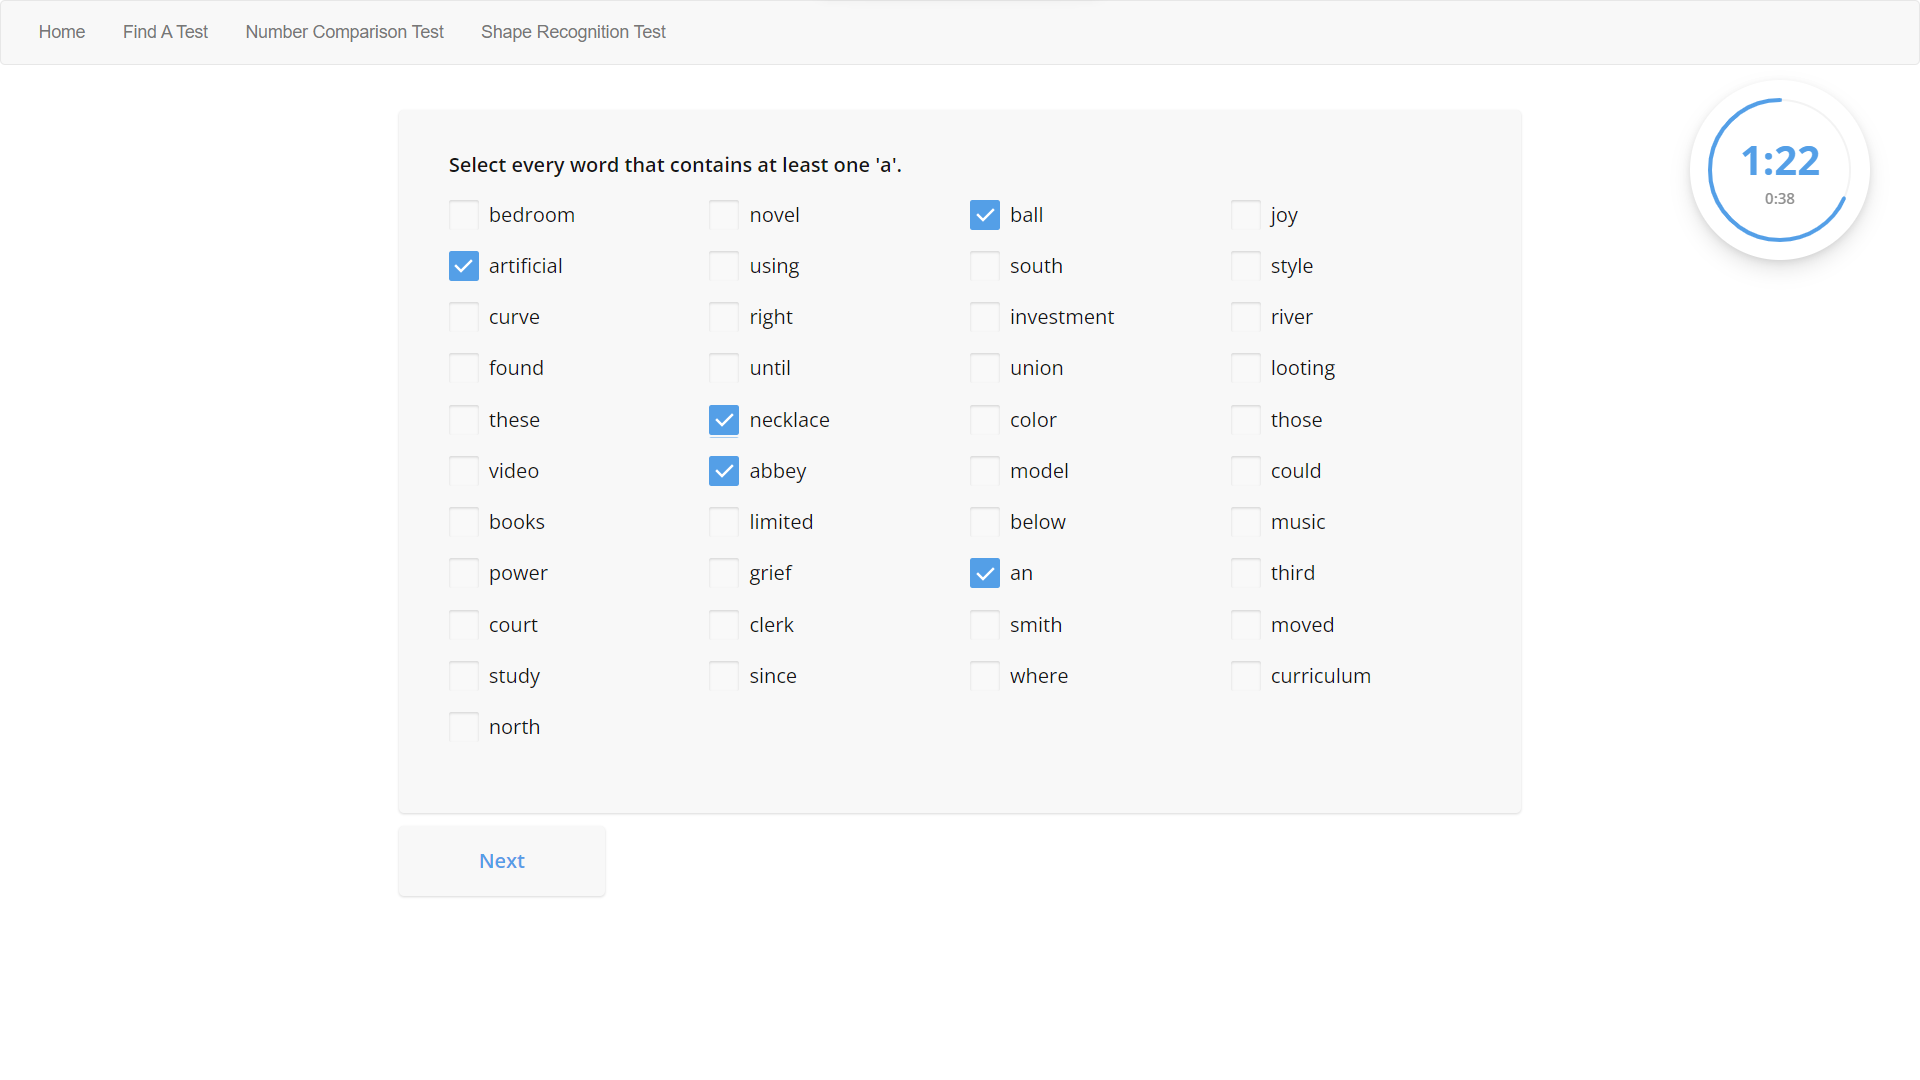 Home Find A Test Number Comparison Test Shape Recognition Test
1:22
0:38
Select every word that contains at least one 'a'.
bedroom novel ball joy
artificial using south style
curve right investment river
found until union looting
these necklace color those
video abbey model could
books limited below music
power grief an third
court clerk smith moved
study since where curriculum
north
Next